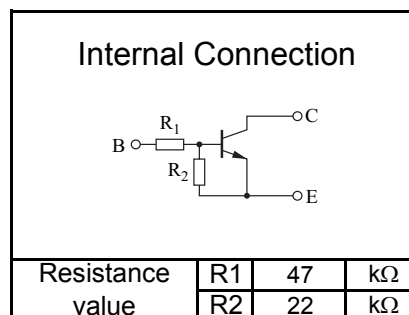 Internal Connection
C
R1
B
R2
E
Resistance value R1 47 kΩ
R2 22 kΩ